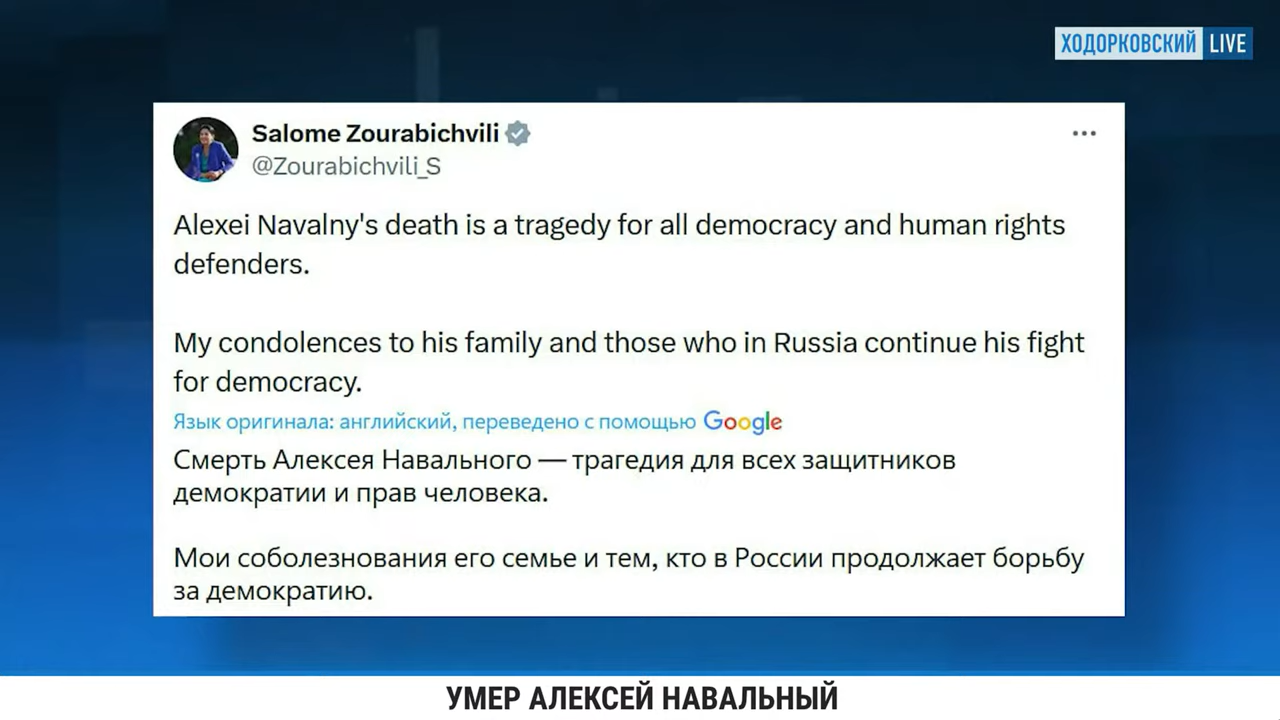 ХОДОРКОВСКИЙ LIVE
Salome Zourabichvili
@Zourabichvili_S
Alexei Navalny's death is a tragedy for all democracy and human rights
defenders.
My condolences to his family and those who in Russia continue his fight
for democracy.
Язык оригинала: английский, переведено с помощью Google
Смерть Алексея Навального — трагедия для всех защитников
демократии и прав человека.
Мои соболезнования его семье и тем, кто в России продолжает борьбу
за демократию.
УМЕР АЛЕКСЕЙ НАВАЛЬНЫЙ